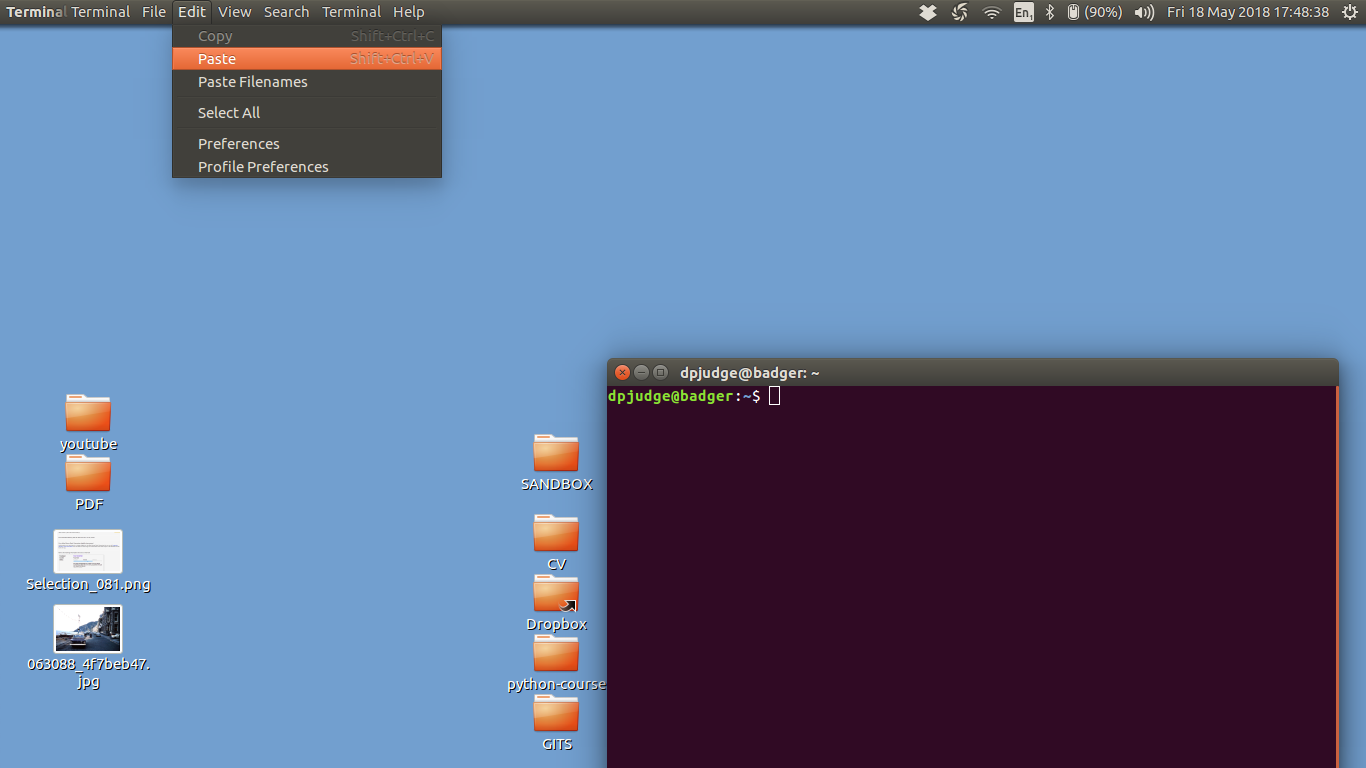 Terminal Terminal File Edit View Search Terminal Help En1 (90%) Fri 18 May 2018 17:48:38
Copy Shift+Ctrl+C
Paste Shift+Ctrl+V
Paste Filenames
Select All
Preferences
Profile Preferences
dpjudge@badger: ~
dpjudge@badger:~$
youtube
PDF
Selection_081.png
063088_4f7beb47.
jpg
SANDBOX
CV
Dropbox
python-course
GITS